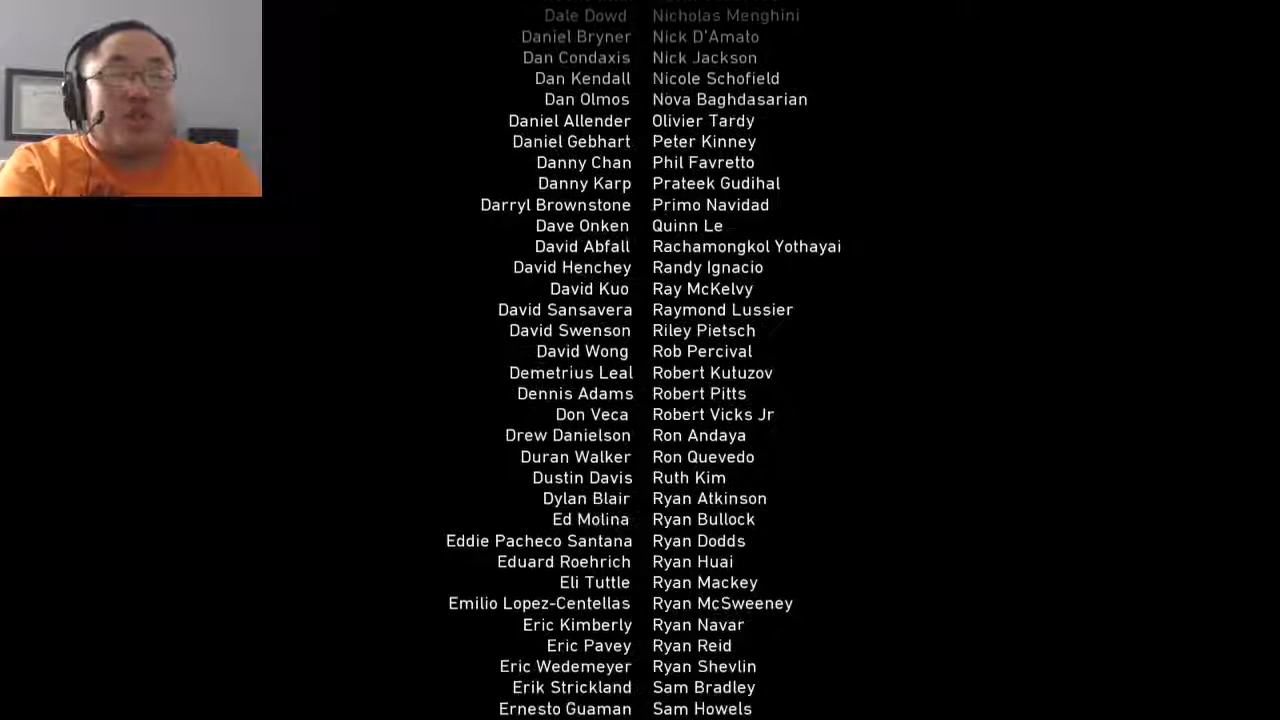 Dale Dowd Nicholas Menghini
Daniel Bryner Nick D'Amato
Dan Condaxis Nick Jackson
Dan Kendall Nicole Schofield
Dan Olmos Nova Baghdasarian
Daniel Allender Olivier Tardy
Daniel Gebhart Peter Kinney
Danny Chan Phil Favretto
Danny Karp Prateek Gudihal
Darryl Brownstone Primo Navidad
Dave Onken Quinn Le
David Abfall Rachamongkol Yothayai
David Henchey Randy Ignacio
David Kuo Ray McKelvy
David Sansavera Raymond Lussier
David Swenson Riley Pietsch
David Wong Rob Percival
Demetrius Leal Robert Kutuzov
Dennis Adams Robert Pitts
Don Veca Robert Vicks Jr
Drew Danielson Ron Andaya
Duran Walker Ron Quevedo
Dustin Davis Ruth Kim
Dylan Blair Ryan Atkinson
Ed Molina Ryan Bullock
Eddie Pacheco Santana Ryan Dodds
Eduard Roehrich Ryan Huai
Eli Tuttle Ryan Mackey
Emilio Lopez-Centellas Ryan McSweeney
Eric Kimberly Ryan Navar
Eric Pavey Ryan Reid
Eric Wedemeyer Ryan Shevlin
Erik Strickland Sam Bradley
Ernesto Guaman Sam Howels